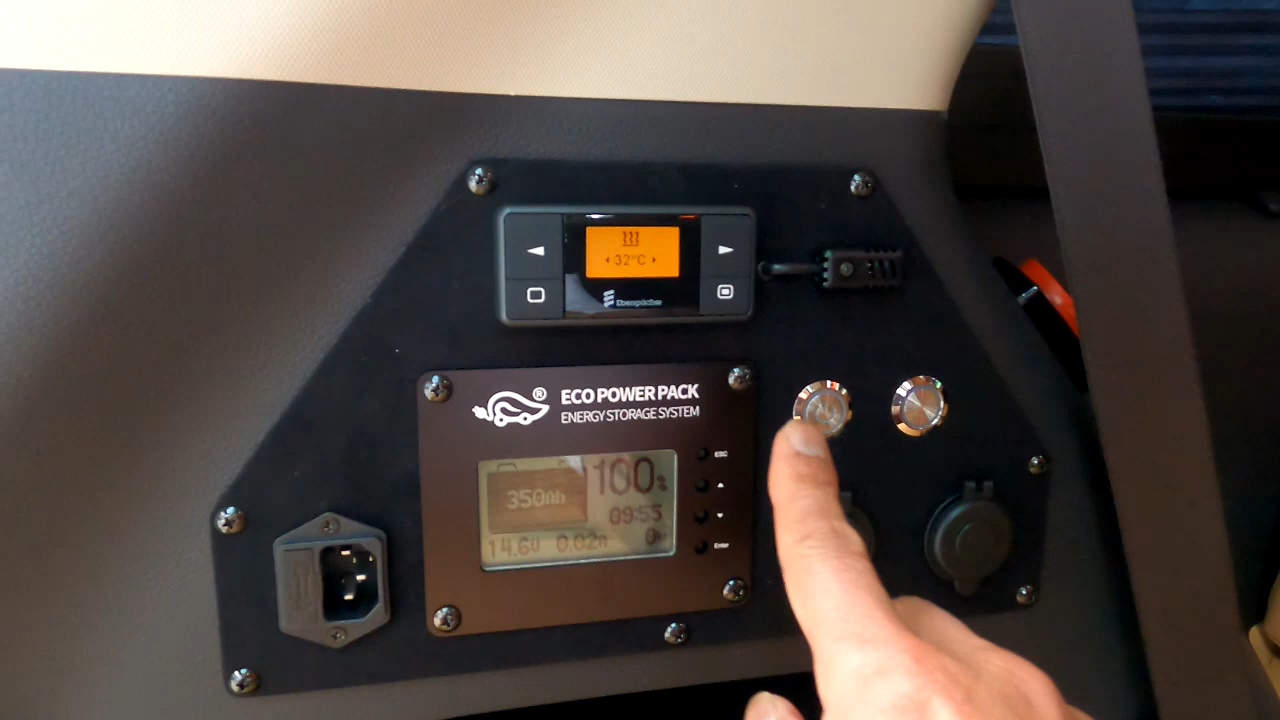 32°C
Eberspächer
® ECO POWER PACK
ENERGY STORAGE SYSTEM
ESC
350Ah
100%
09:55
14.6V 0.02A
Enter